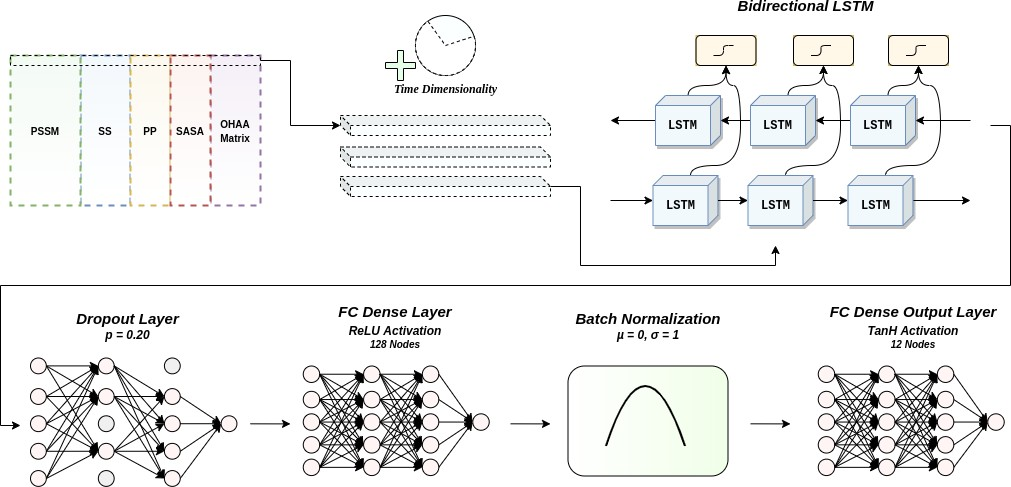 Bidirectional LSTM
Time Dimensionality
PSSM
SS
PP
SASA
OHAA
Matrix
LSTM
LSTM
LSTM
LSTM
LSTM
LSTM
Dropout Layer
p = 0.20
FC Dense Layer
ReLU Activation
128 Nodes
Batch Normalization
µ = 0, σ = 1
FC Dense Output Layer
TanH Activation
12 Nodes